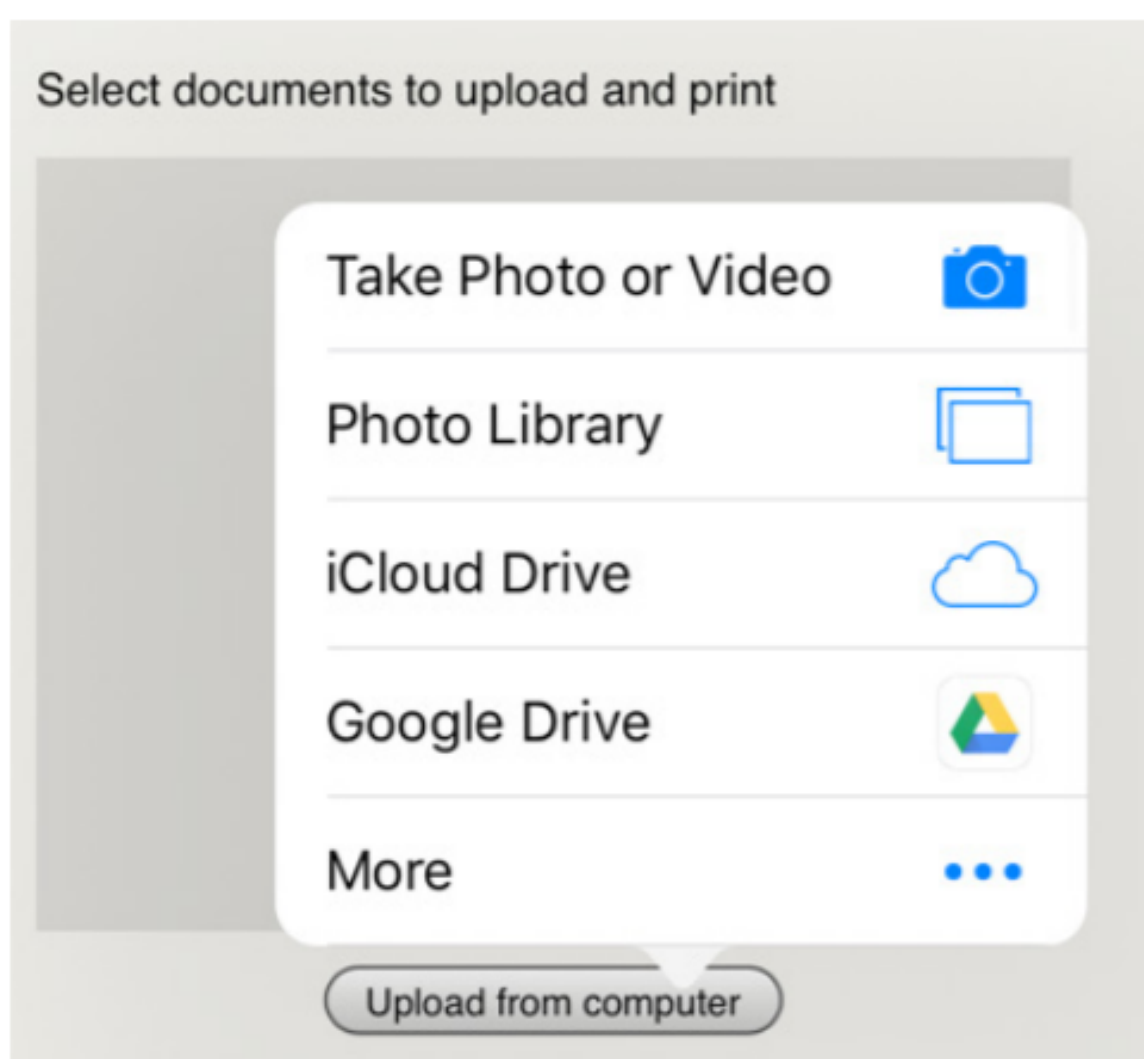 Select documents to upload and print
Take Photo or Video
Photo Library
iCloud Drive
Google Drive
More
Upload from computer